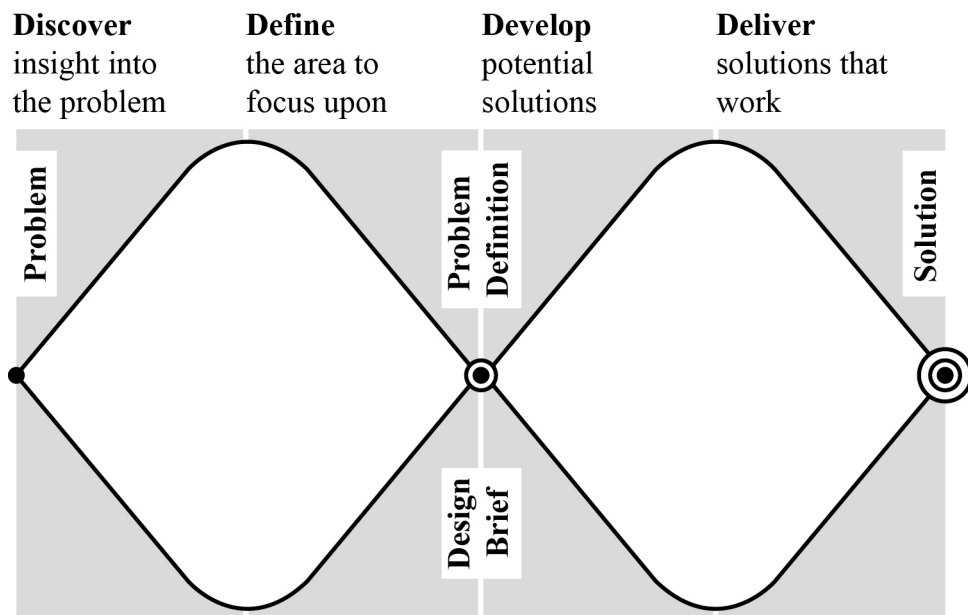 Discover
insight into
the problem
Define
the area to
focus upon
Develop
potential
solutions
Deliver
solutions that
work
Problem
Problem
Definition
Design
Brief
Solution